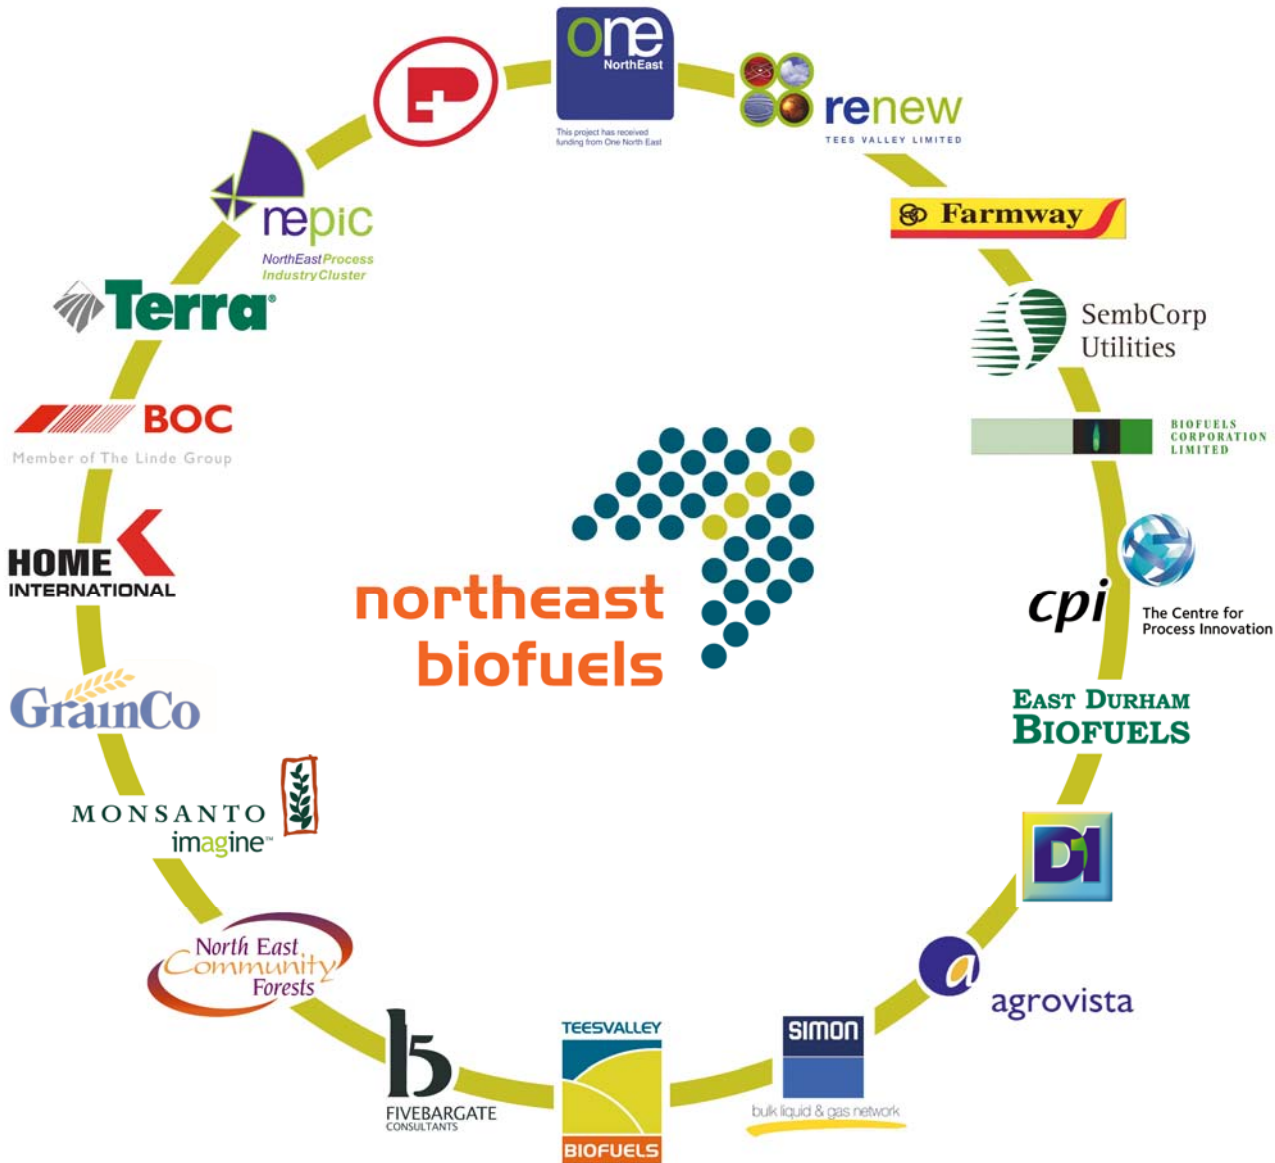 one
NorthEast
This project has received
funding from One North East
renew
TEES VALLEY LIMITED
Farmway
SembCorp
Utilities
BIOFUELS
CORPORATION
LIMITED
cpi
The Centre for
Process Innovation
EAST DURHAM
BIOFUELS
D1
agrovista
SIMON
bulk liquid & gas network
TEESVALLEY
BIOFUELS
b5
FIVEBARGATE
CONSULTANTS
North East
Community
Forests
MONSANTO
imagine™
GrainCo
HOME
INTERNATIONAL
BOC
Member of The Linde Group
Terra®
nepic
NorthEast Process
Industry Cluster
P
northeast
biofuels